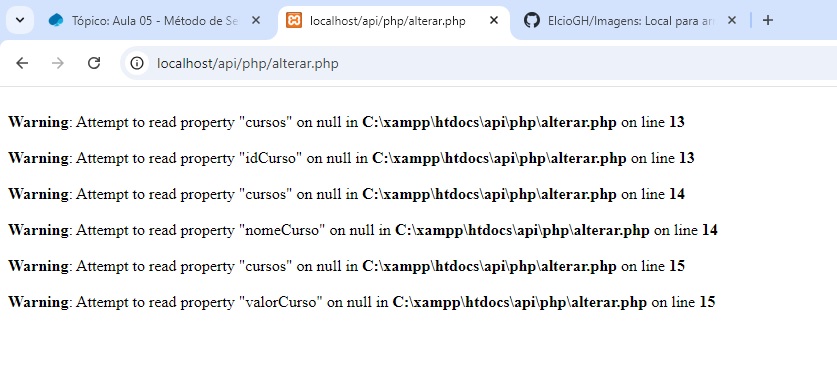 Tópico: Aula 05 - Método de Se
localhost/api/php/alterar.php
ElcioGH/Imagens: Local para ar
localhost/api/php/alterar.php
Warning: Attempt to read property "cursos" on null in C:\xampp\htdocs\api\php\alterar.php on line 13
Warning: Attempt to read property "idCurso" on null in C:\xampp\htdocs\api\php\alterar.php on line 13
Warning: Attempt to read property "cursos" on null in C:\xampp\htdocs\api\php\alterar.php on line 14
Warning: Attempt to read property "nomeCurso" on null in C:\xampp\htdocs\api\php\alterar.php on line 14
Warning: Attempt to read property "cursos" on null in C:\xampp\htdocs\api\php\alterar.php on line 15
Warning: Attempt to read property "valorCurso" on null in C:\xampp\htdocs\api\php\alterar.php on line 15